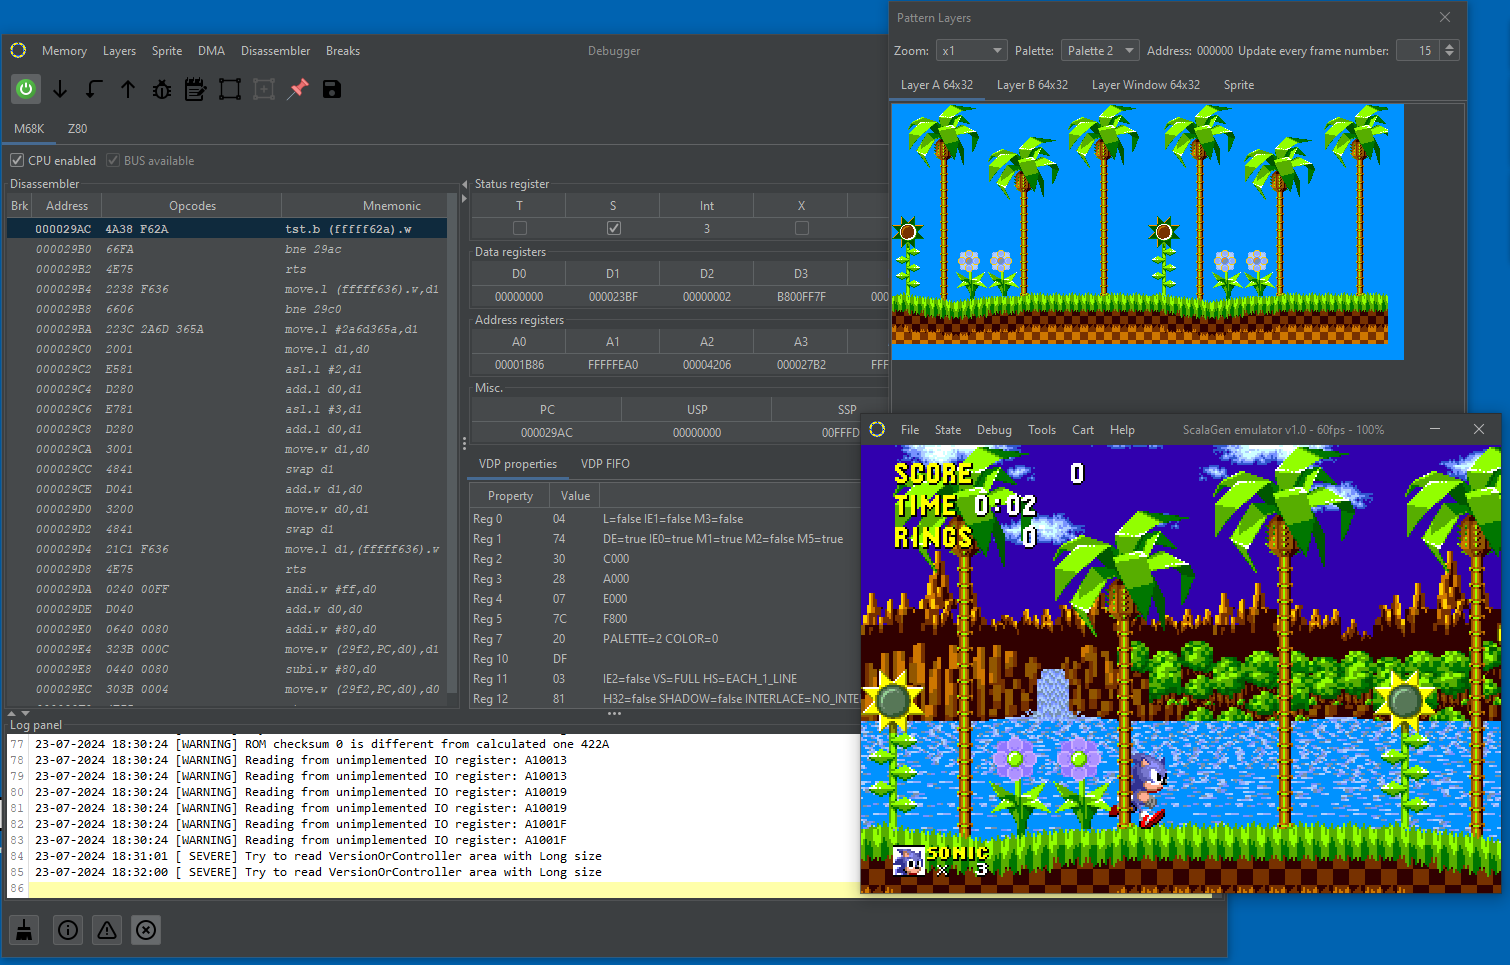 Pattern Layers
Zoom: x1 Palette: Palette 2 Address: 000000 Update every frame number: 15
Layer A 64x32 Layer B 64x32 Layer Window 64x32 Sprite
Memory Layers Sprite DMA Disassembler Breaks Debugger
M68K Z80
CPU enabled BUS available
Disassembler
Brk Address Opcodes Mnemonic
000029AC 4A38 F62A tst.b (fffff62a).w
000029B0 66FA bne 29ac
000029B2 4E75 rts
000029B4 2238 F636 move.l (fffff636).w,d1
000029B8 6606 bne 29c0
000029BA 223C 2A6D 365A move.l #2a6d365a,d1
000029C0 2001 move.l d1,d0
000029C2 E581 asl.l #2,d1
000029C4 D280 add.l d0,d1
000029C6 E781 asl.l #3,d1
000029C8 D280 add.l d0,d1
000029CA 3001 move.w d1,d0
000029CC 4841 swap d1
000029CE D041 add.w d1,d0
000029D0 3200 move.w d0,d1
000029D2 4841 swap d1
000029D4 21C1 F636 move.l d1,(fffff636).w
000029D8 4E75 rts
000029DA 0240 00FF andi.w #ff,d0
000029DE D040 add.w d0,d0
000029E0 0640 0080 addi.w #80,d0
000029E4 323B 000C move.w (29f2,PC,d0),d1
000029E8 0440 0080 subi.w #80,d0
000029EC 303B 0004 move.w (29f2,PC,d0),d0
Status register
T S Int X
3
Data registers
D0 D1 D2 D3
00000000 000023BF 00000002 B800FF7F 000
Address registers
A0 A1 A2 A3
00001B86 FFFFFEA0 00004206 000027B2 FFF
Misc.
PC USP SSP
000029AC 00000000 00FFFD
VDP properties VDP FIFO
Property Value
Reg 0 04 L=false IE1=false M3=false
Reg 1 74 DE=true IE0=true M1=true M2=false M5=true
Reg 2 30 C000
Reg 3 28 A000
Reg 4 07 E000
Reg 5 7C F800
Reg 7 20 PALETTE=2 COLOR=0
Reg 10 DF
Reg 11 03 IE2=false VS=FULL HS=EACH_1_LINE
Reg 12 81 H32=false SHADOW=false INTERLACE=NO_INTE
Log panel
77 23-07-2024 18:30:24 [WARNING] ROM checksum 0 is different from calculated one 422A
78 23-07-2024 18:30:24 [WARNING] Reading from unimplemented IO register: A10013
79 23-07-2024 18:30:24 [WARNING] Reading from unimplemented IO register: A10013
80 23-07-2024 18:30:24 [WARNING] Reading from unimplemented IO register: A10019
81 23-07-2024 18:30:24 [WARNING] Reading from unimplemented IO register: A10019
82 23-07-2024 18:30:24 [WARNING] Reading from unimplemented IO register: A1001F
83 23-07-2024 18:30:24 [WARNING] Reading from unimplemented IO register: A1001F
84 23-07-2024 18:31:01 [ SEVERE] Try to read VersionOrController area with Long size
85 23-07-2024 18:32:00 [ SEVERE] Try to read VersionOrController area with Long size
86
File State Debug Tools Cart Help ScalaGen emulator v1.0 - 60fps - 100%
SCORE 0
TIME 0:02
RINGS 0
SONIC
x 3